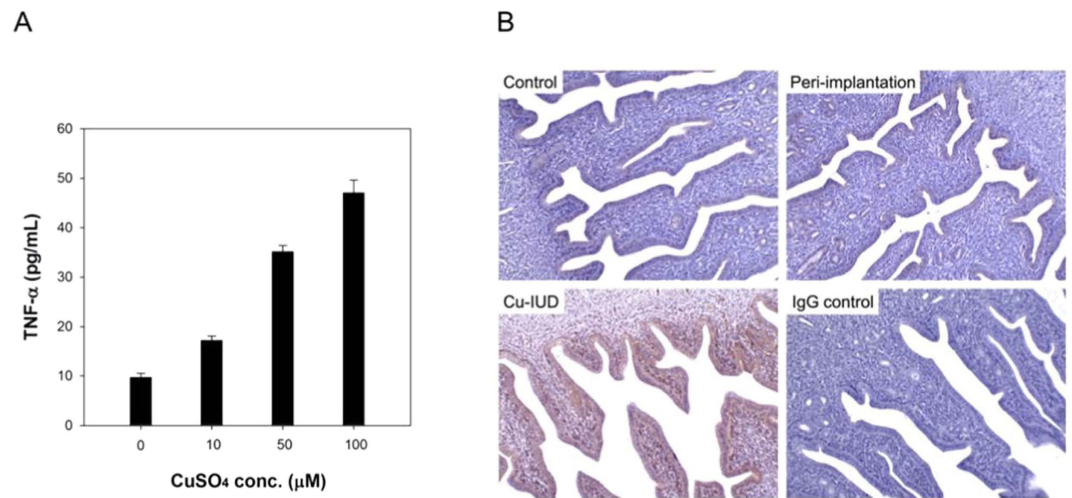 A
B
60
50
40
30
20
10
0
TNF-α (pg/mL)
0 10 50 100
CuSO₄ conc. (μM)
Control
Peri-implantation
Cu-IUD
IgG control